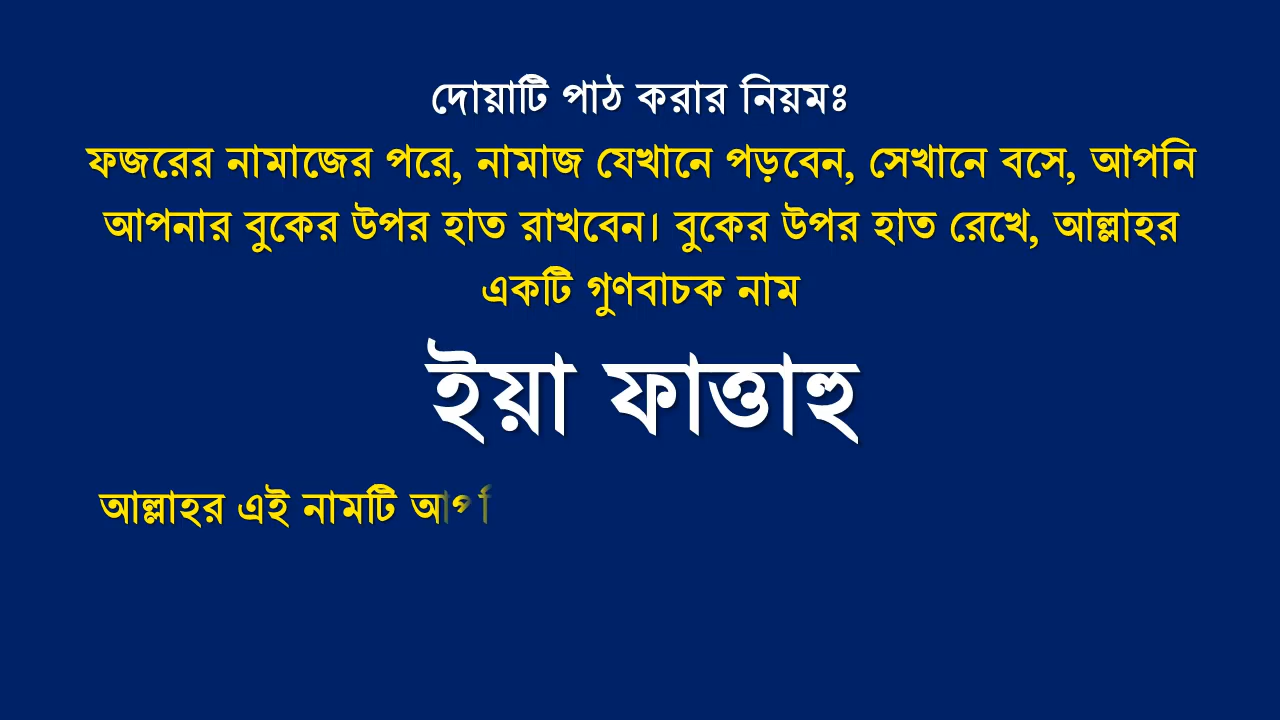 দোয়াটি পাঠ করার নিয়মঃ
ফজরের নামাজের পরে, নামাজ যেখানে পড়বেন, সেখানে বসে, আপনি
আপনার বুকের উপর হাত রাখবেন। বুকের উপর হাত রেখে, আল্লাহর
একটি গুণবাচক নাম
ইয়া ফাত্তাহু
আল্লাহর এই নামটি